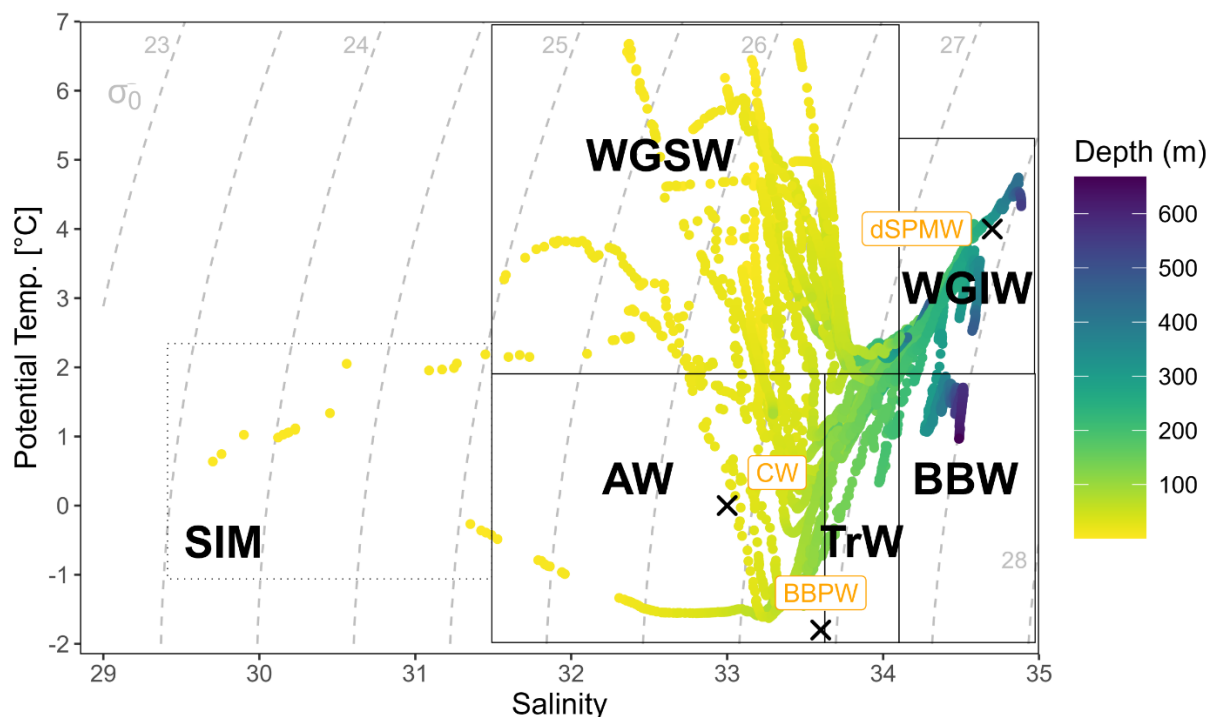 7
6
5
4
3
2
1
0
-1
-2
Potential Temp. [°C]
23
24
25
26
27
28
σ0
WGSW
dSPMW
WGIW
AW
CW
BBW
SIM
TrW
BBPW
29
30
31
32
33
34
35
Salinity
Depth (m)
600
500
400
300
200
100